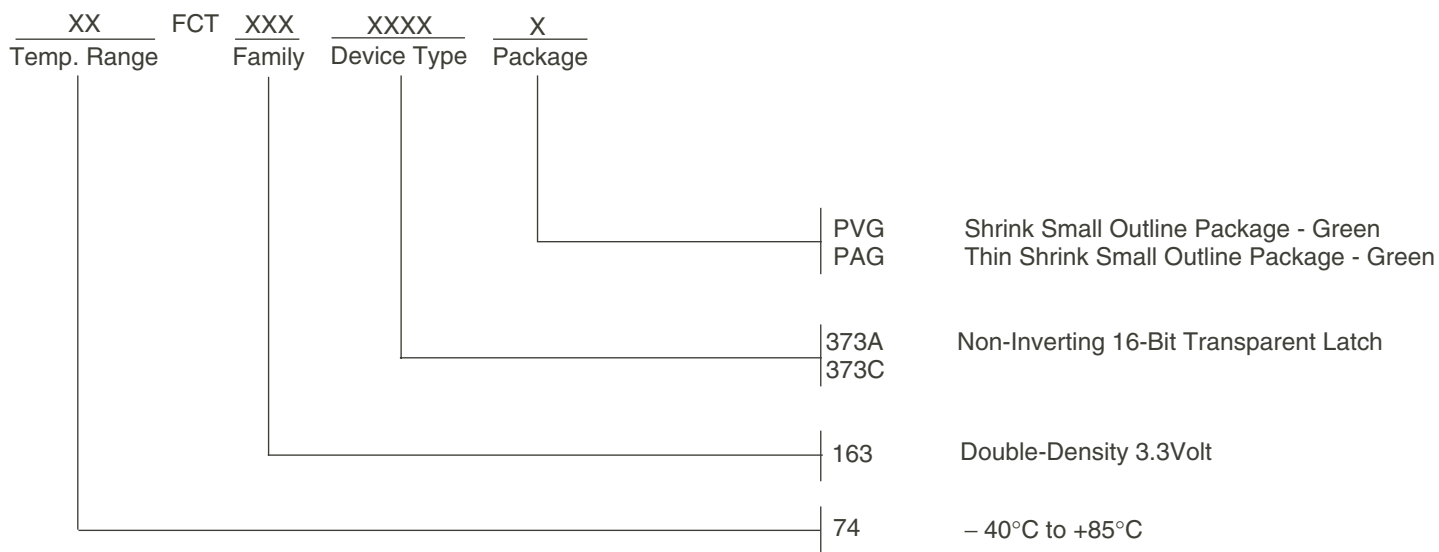 XX FCT XXX XXXX X
Temp. Range Family Device Type Package
PVG Shrink Small Outline Package - Green
PAG Thin Shrink Small Outline Package - Green
373A Non-Inverting 16-Bit Transparent Latch
373C
163 Double-Density 3.3Volt
74 – 40°C to +85°C